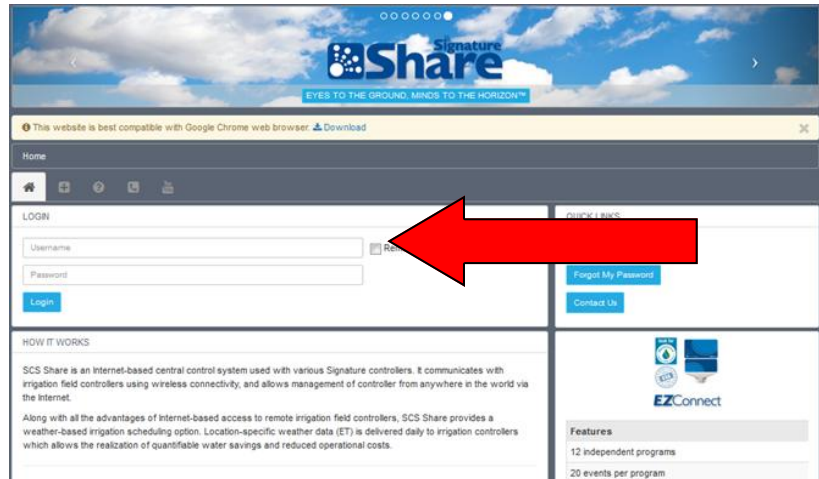 Signature
Share
EYES TO THE GROUND, MINDS TO THE HORIZON™
This website is best compatible with Google Chrome web browser. Download
Home
LOGIN
Username
Password
Login
QUICK LINKS
Forgot My Password
Contact Us
HOW IT WORKS
SCS Share is an Internet-based central control system used with various Signature controllers. It communicates with
irrigation field controllers using wireless connectivity, and allows management of controller from anywhere in the world via
the Internet.
Along with all the advantages of Internet-based access to remote irrigation field controllers, SCS Share provides a
weather-based irrigation scheduling option. Location-specific weather data (ET) is delivered daily to irrigation controllers
which allows the realization of quantifiable water savings and reduced operational costs.
EZConnect
Features
12 independent programs
20 events per program